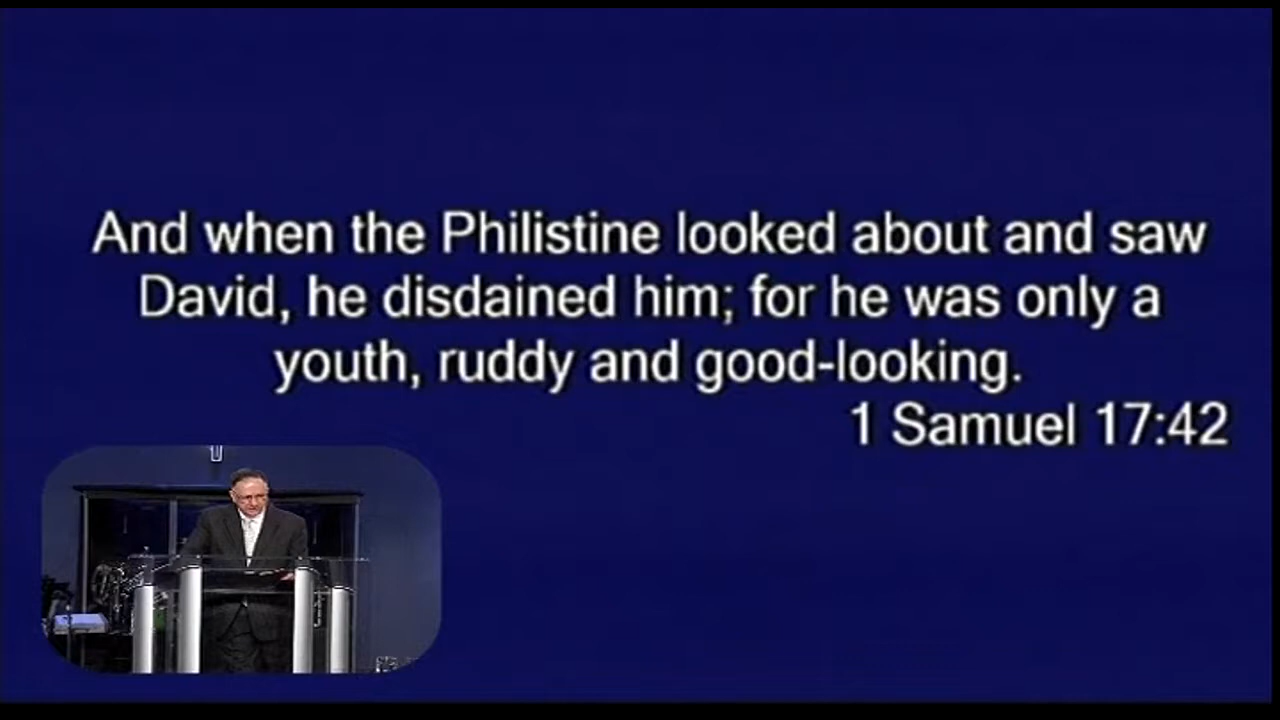 And when the Philistine looked about and saw
David, he disdained him; for he was only a
youth, ruddy and good-looking.
1 Samuel 17:42